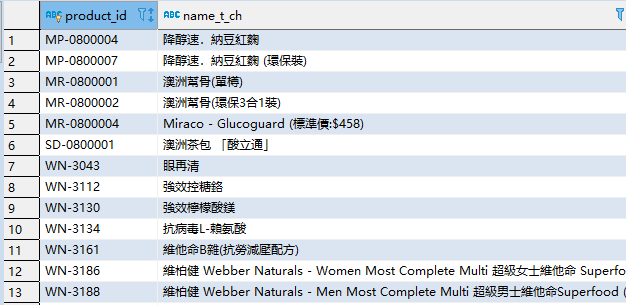 product_id name_t_ch
1 MP-0800004 降醇速．納豆紅麴
2 MP-0800007 降醇速．納豆紅麴 (環保裝)
3 MR-0800001 澳洲幫骨(單樽)
4 MR-0800002 澳洲幫骨(環保3合1裝)
5 MR-0800004 Miraco - Glucoguard (標準價:$458)
6 SD-0800001 澳洲茶包 「酸立通」
7 WN-3043 眼再清
8 WN-3112 強效控糖鉻
9 WN-3130 強效檸檬酸鎂
10 WN-3134 抗病毒L-賴氨酸
11 WN-3161 維他命B雜(抗勞減壓配方)
12 WN-3186 維柏健 Webber Naturals - Women Most Complete Multi 超級女士維他命 Superfood
13 WN-3188 維柏健 Webber Naturals - Men Most Complete Multi 超級男士維他命Superfood (